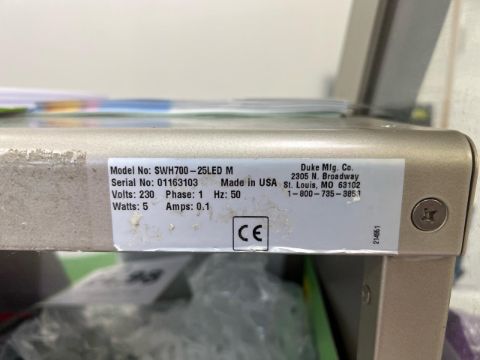 Model No: SWH700-25LED M
Serial No: 01163103 Made in USA
Volts: 230 Phase: 1 Hz: 50
Watts: 5 Amps: 0.1
Duke Mfg. Co.
2305 N. Broadway
St. Louis, MO 63102
1-800-735-3853
CE